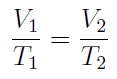 V₁/T₁ = V₂/T₂